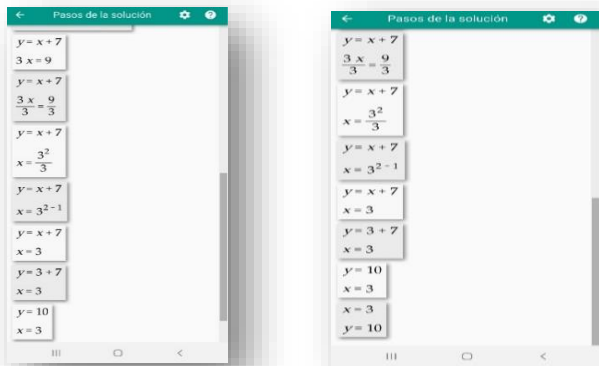 Pasos de la solución
y = x + 7
3 x = 9
y = x + 7
3 x / 3 = 9 / 3
y = x + 7
x = 3² / 3
y = x + 7
x = 3²⁻¹
y = x + 7
x = 3
y = 3 + 7
x = 3
y = 10
x = 3
Pasos de la solución
y = x + 7
3 x / 3 = 9 / 3
y = x + 7
x = 3² / 3
y = x + 7
x = 3²⁻¹
y = x + 7
x = 3
y = 3 + 7
x = 3
y = 10
x = 3
x = 3
y = 10